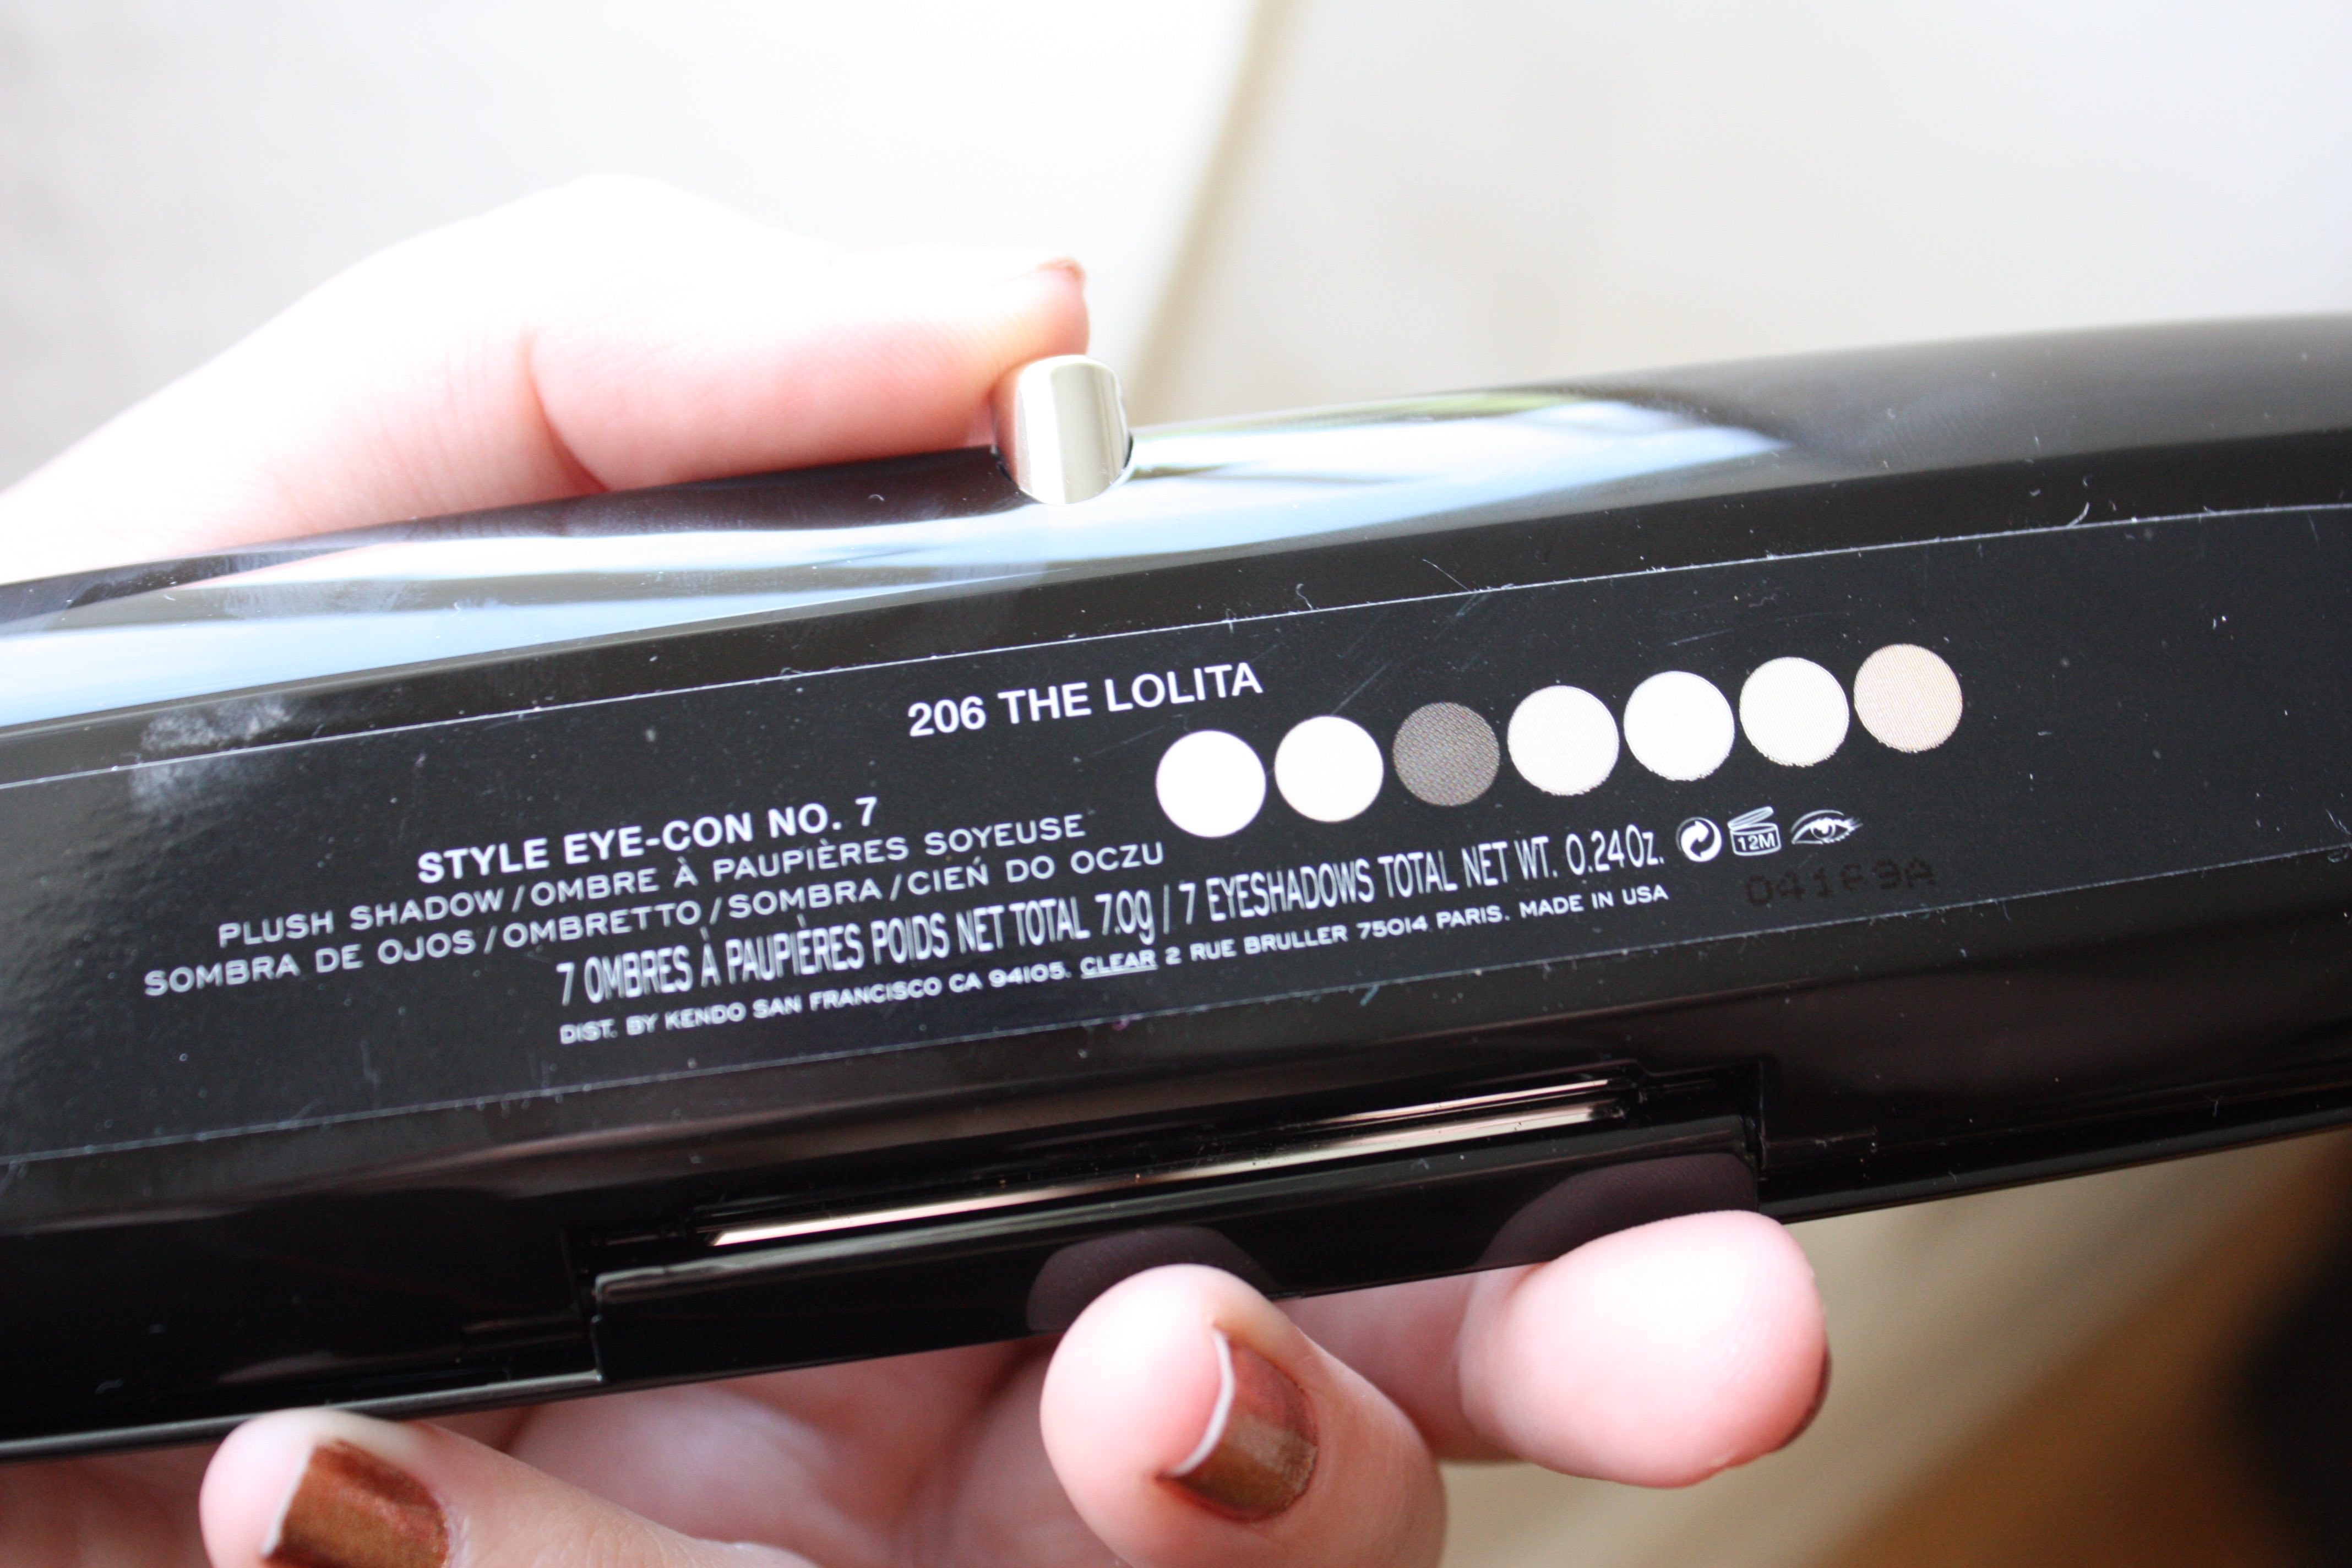 206 THE LOLITA
STYLE EYE-CON NO. 7
PLUSH SHADOW/OMBRE À PAUPIÈRES SOYEUSE
SOMBRA DE OJOS/OMBRETTO/SOMBRA/CIEŃ DO OCZU
7 OMBRES À PAUPIÈRES POIDS NET TOTAL 7.0g / 7 EYESHADOWS TOTAL NET WT. 0.24 Oz.
12M
DIST. BY KENDO SAN FRANCISCO CA 94105. CLEAR 2 RUE BRULLER 75014 PARIS. MADE IN USA